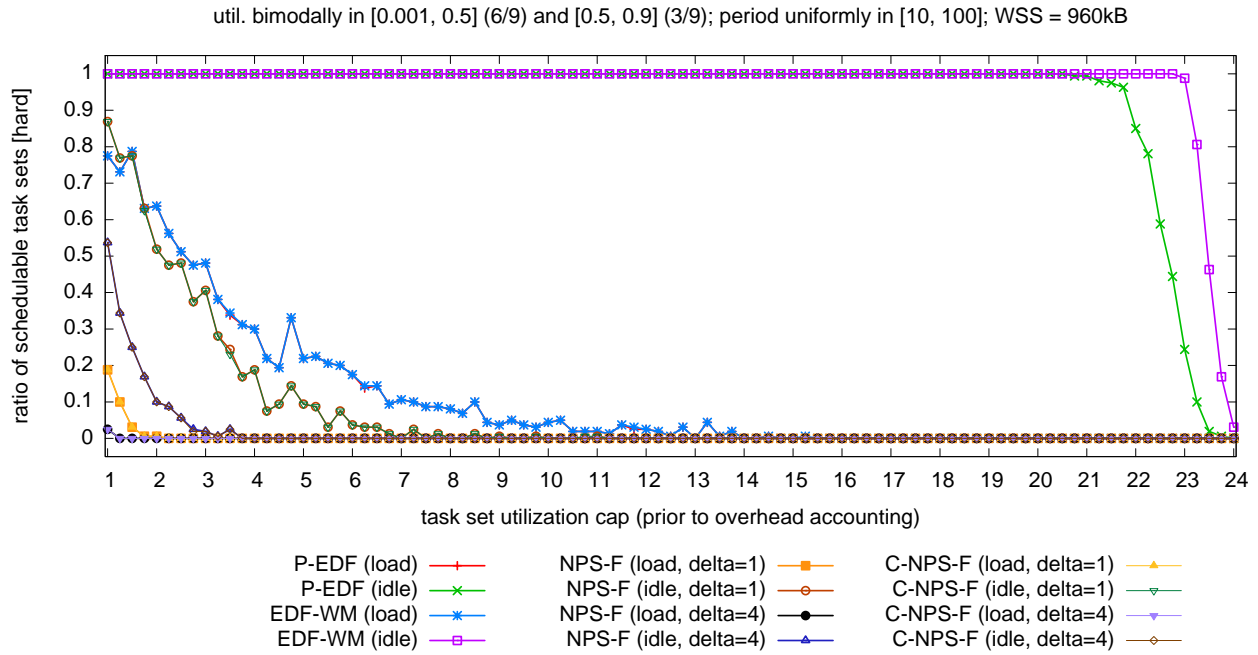 util. bimodally in [0.001, 0.5] (6/9) and [0.5, 0.9] (3/9); period uniformly in [10, 100]; WSS = 960kB
ratio of schedulable task sets [hard]
1
0.9
0.8
0.7
0.6
0.5
0.4
0.3
0.2
0.1
0
1 2 3 4 5 6 7 8 9 10 11 12 13 14 15 16 17 18 19 20 21 22 23 24
task set utilization cap (prior to overhead accounting)
P-EDF (load)
P-EDF (idle)
EDF-WM (load)
EDF-WM (idle)
NPS-F (load, delta=1)
NPS-F (idle, delta=1)
NPS-F (load, delta=4)
NPS-F (idle, delta=4)
C-NPS-F (load, delta=1)
C-NPS-F (idle, delta=1)
C-NPS-F (load, delta=4)
C-NPS-F (idle, delta=4)